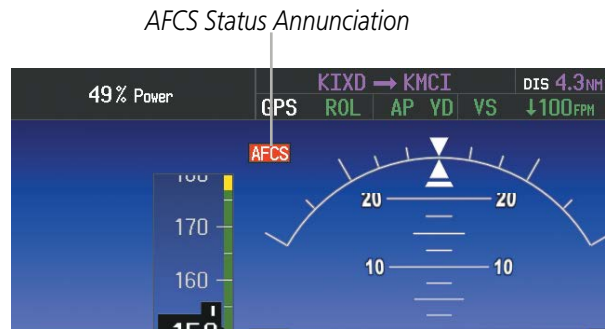 AFCS Status Annunciation
49% Power
KIXD → KMCI
DIS 4.3NM
GPS ROL AP YD VS ↓100FPM
AFCS
170
160
20 20
10 10